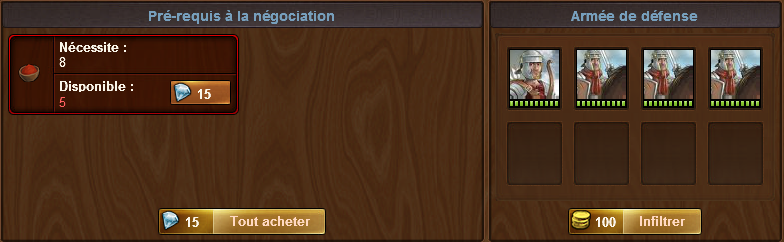 Pré-requis à la négociation
Nécessite :
8
Disponible :
5
15
15 Tout acheter
Armée de défense
100 Infiltrer